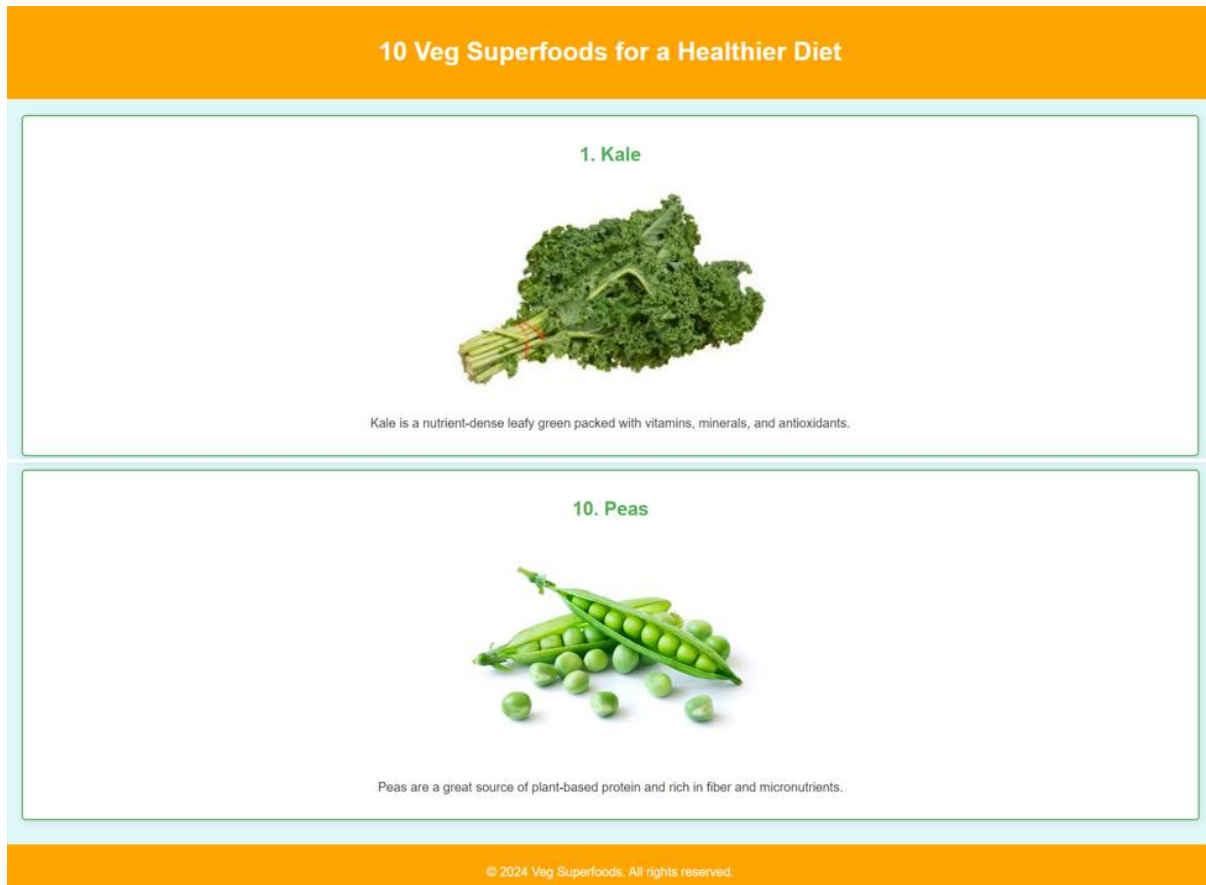 10 Veg Superfoods for a Healthier Diet
1. Kale
Kale is a nutrient-dense leafy green packed with vitamins, minerals, and antioxidants.
10. Peas
Peas are a great source of plant-based protein and rich in fiber and micronutrients.
© 2024 Veg Superfoods. All rights reserved.